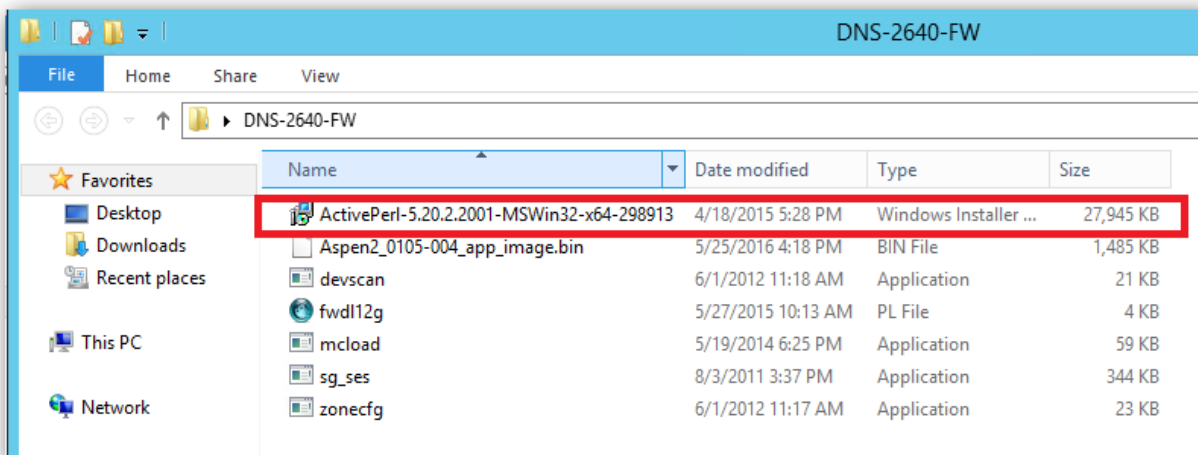 DNS-2640-FW
File Home Share View
DNS-2640-FW
Favorites
Desktop
Downloads
Recent places
This PC
Network
Name Date modified Type Size
ActivePerl-5.20.2.2001-MSWin32-x64-298913 4/18/2015 5:28 PM Windows Installer ... 27,945 KB
Aspen2_0105-004_app_image.bin 5/25/2016 4:18 PM BIN File 1,485 KB
devscan 6/1/2012 11:18 AM Application 21 KB
fwdl12g 5/27/2015 10:13 AM PL File 4 KB
mcload 5/19/2014 6:25 PM Application 59 KB
sg_ses 8/3/2011 3:37 PM Application 344 KB
zonecfg 6/1/2012 11:17 AM Application 23 KB